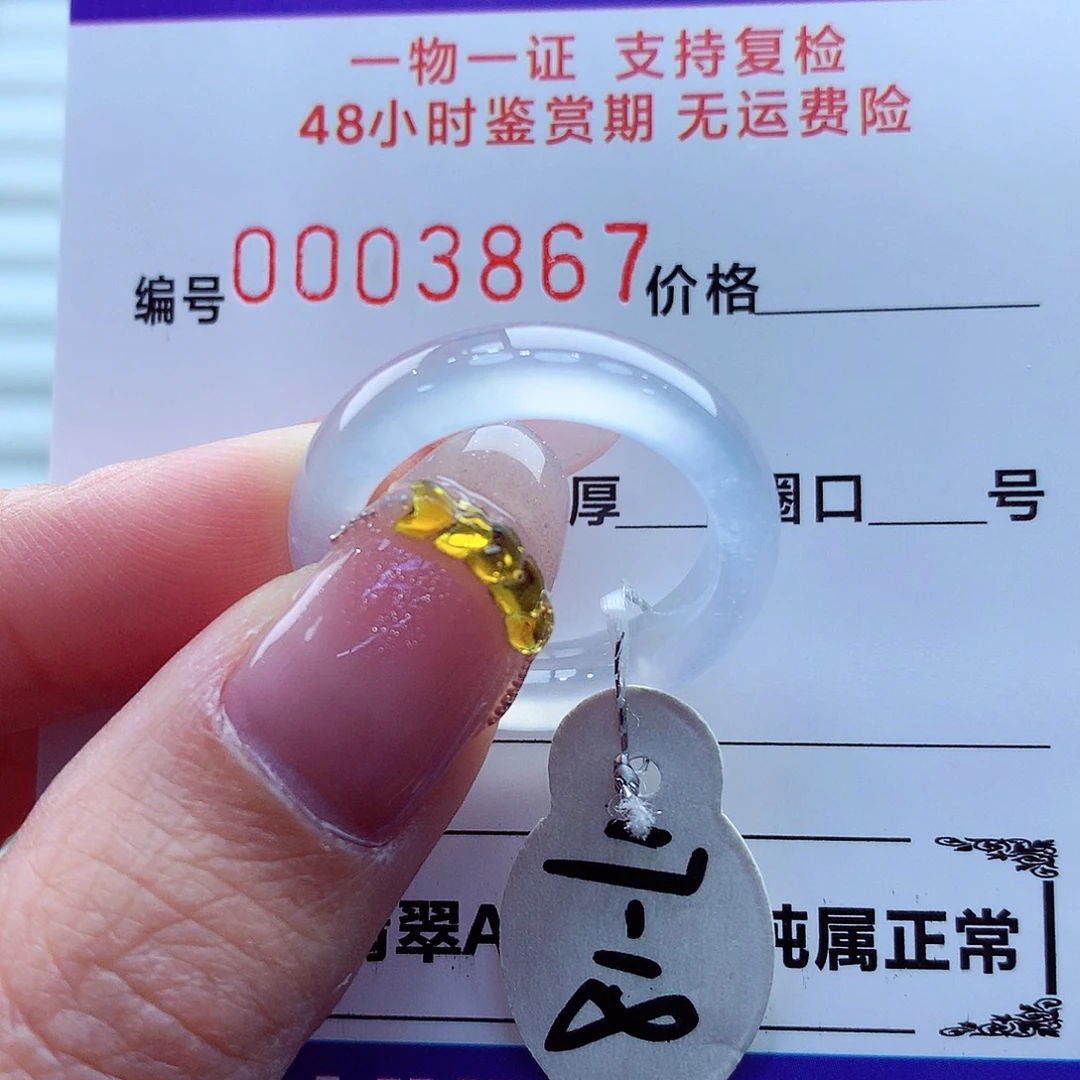 一物一证 支持复检
48小时鉴赏期 无运费险
编号0003867价格
厚 圈口 号
翡翠A 纯属正常